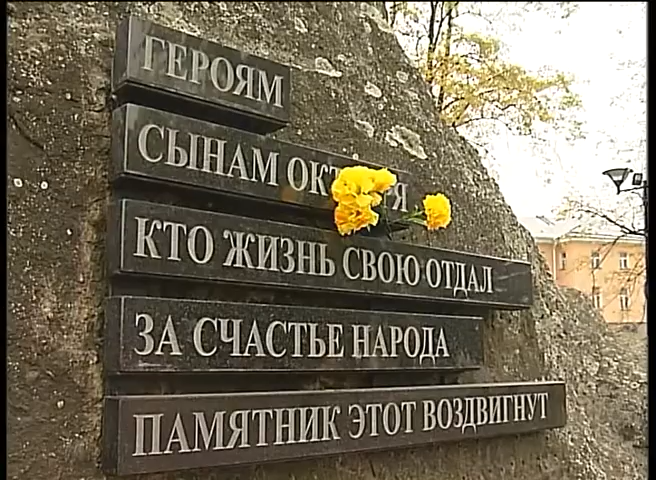 ГЕРОЯМ
СЫНАМ
КТО ЖИЗНЬ СВОЮ ОТДАЛ
ЗА СЧАСТЬЕ НАРОДА
ПАМЯТНИК ЭТОТ ВОЗДВИГНУТ